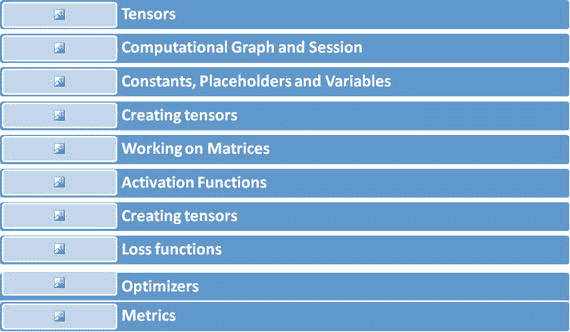 Tensors
Computational Graph and Session
Constants, Placeholders and Variables
Creating tensors
Working on Matrices
Activation Functions
Creating tensors
Loss functions
Optimizers
Metrics